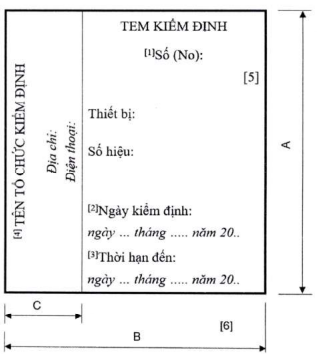 TEM KIỂM ĐINH
[1]Số (No):
[5]
Thiết bị:
Số hiệu:
[2]Ngày kiểm định:
ngày ... tháng ..... năm 20..
[3]Thời hạn đến:
ngày ... tháng ..... năm 20..
[4]TÊN TỔ CHỨC KIỂM ĐỊNH
Địa chỉ:
Điện thoại:
A
C
B
[6]